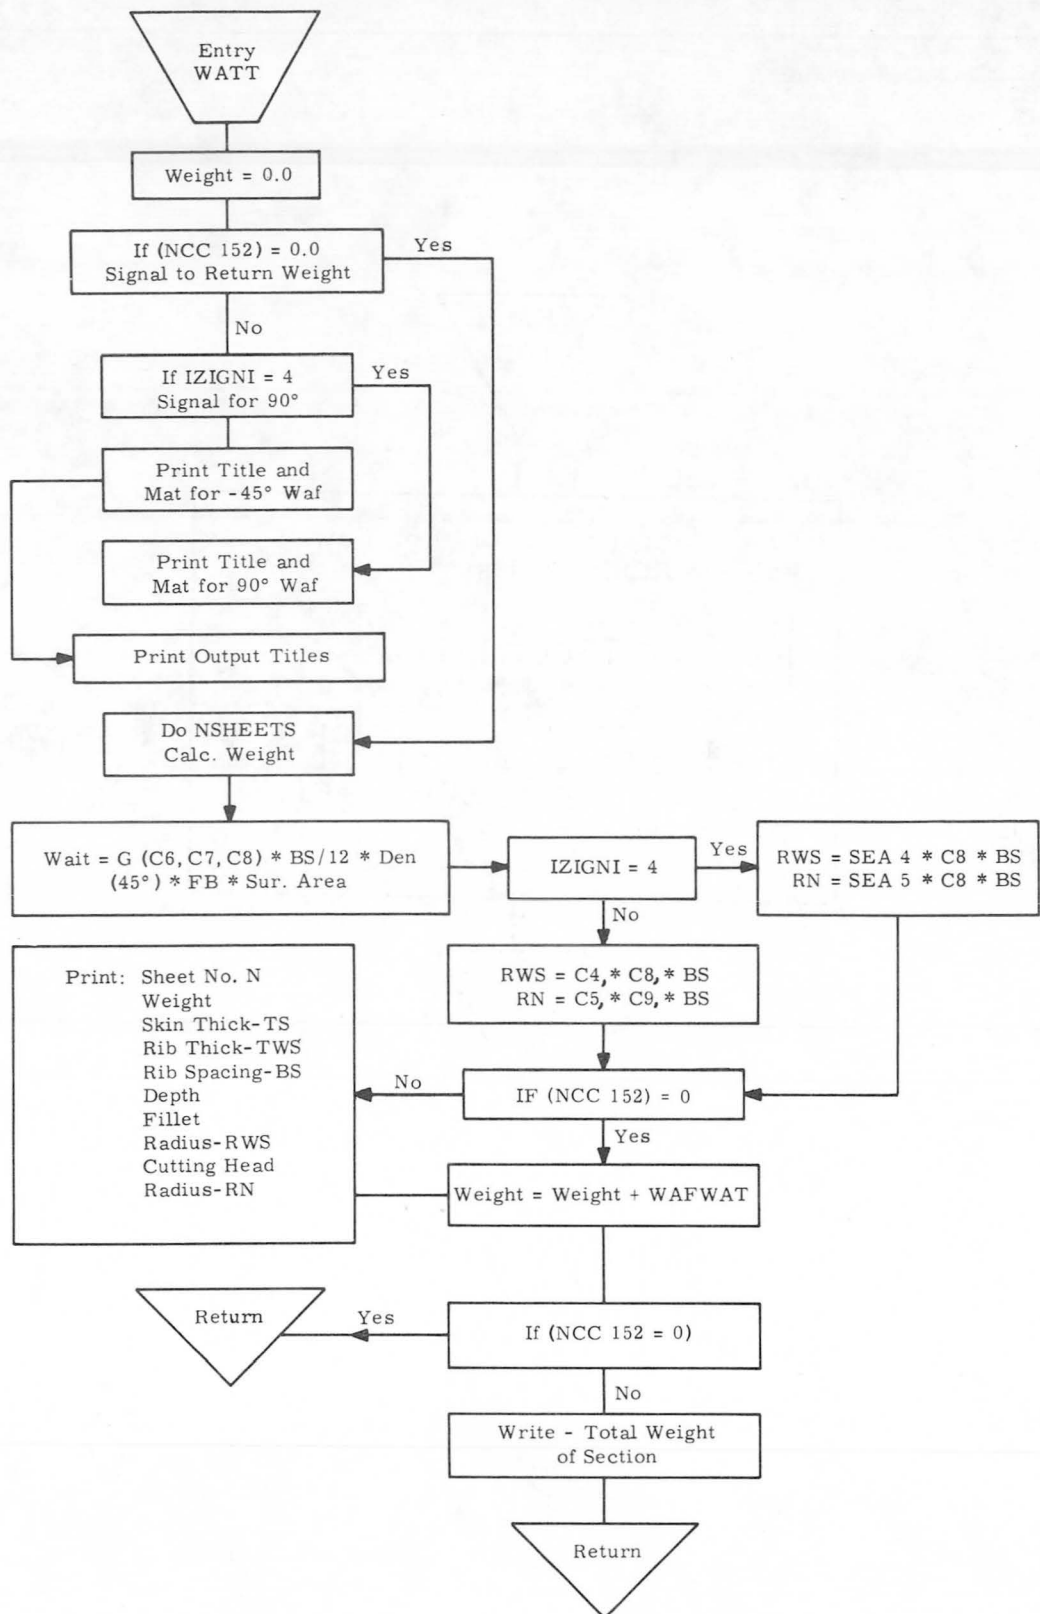 Entry
WATT
Weight = 0.0
If (NCC 152) = 0.0
Signal to Return Weight
Yes
No
If IZIGNI = 4
Signal for 90°
Yes
Print Title and
Mat for -45° Waf
Print Title and
Mat for 90° Waf
Print Output Titles
Do NSHEETS
Calc. Weight
Wait = G (C6, C7, C8) * BS/12 * Den
(45°) * FB * Sur. Area
IZIGNI = 4
Yes
RWS = SEA 4 * C8 * BS
RN = SEA 5 * C8 * BS
No
RWS = C4, * C8, * BS
RN = C5, * C9, * BS
Print: Sheet No. N
Weight
Skin Thick-TS
Rib Thick-TWS
Rib Spacing-BS
Depth
Fillet
Radius-RWS
Cutting Head
Radius-RN
No
IF (NCC 152) = 0
Yes
Weight = Weight + WAFWAT
Return
Yes
If (NCC 152 = 0)
No
Write - Total Weight
of Section
Return